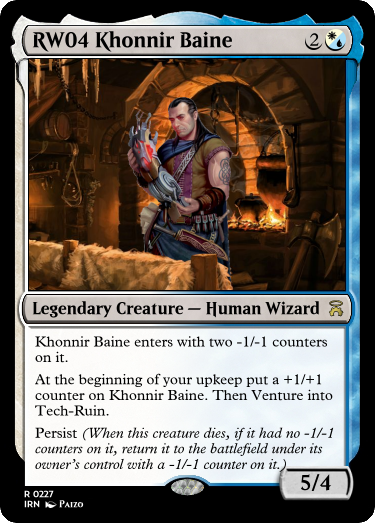 RW04 Khonnir Baine 2
Legendary Creature — Human Wizard
Khonnir Baine enters with two -1/-1 counters
on it.
At the beginning of your upkeep put a +1/+1
counter on Khonnir Baine. Then Venture into
Tech-Ruin.
Persist (When this creature dies, if it had no -1/-1
counters on it, return it to the battlefield under its
owner's control with a -1/-1 counter on it.)
5/4
R 0227
IRN Paizo